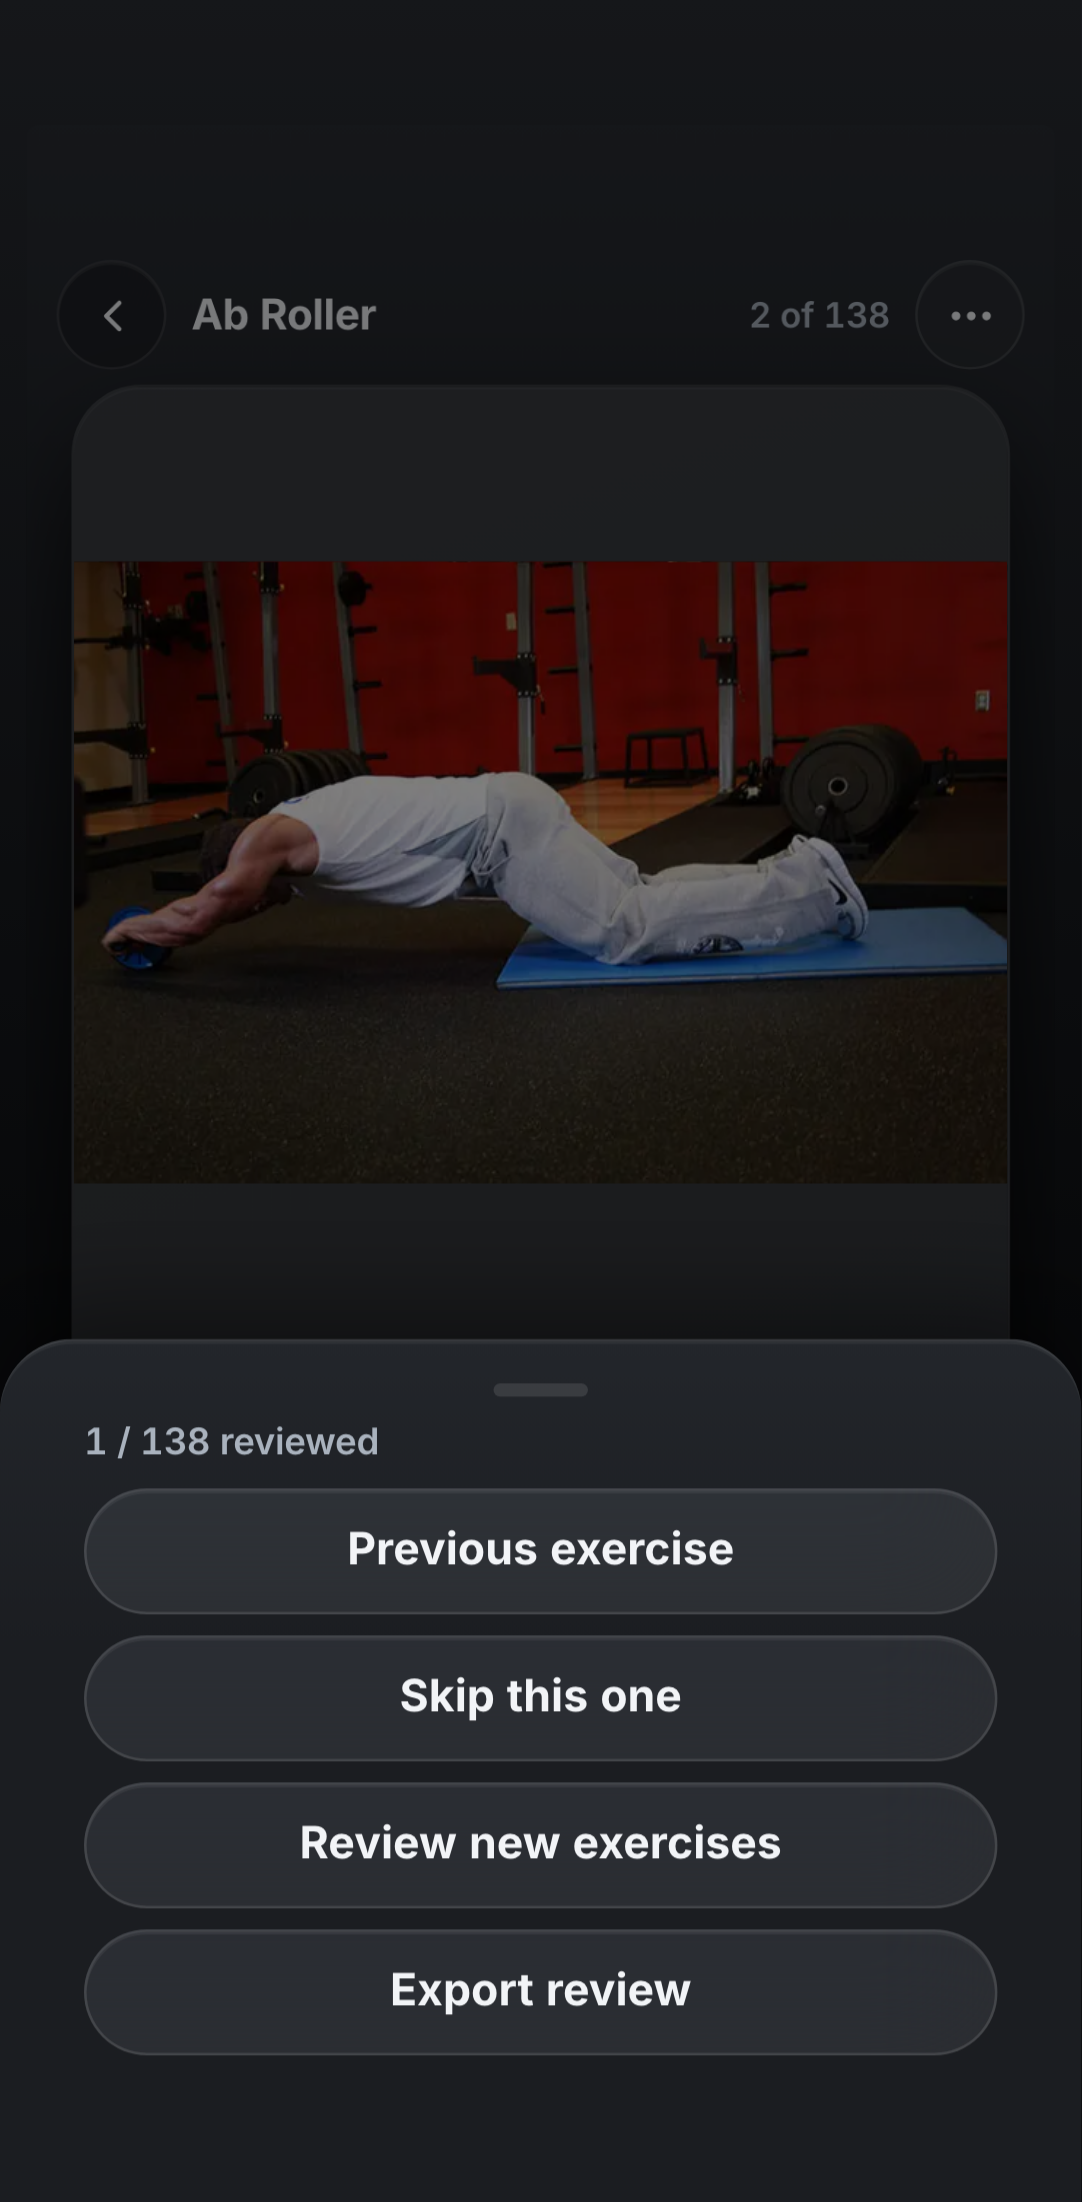 Ab Roller
2 of 138
1 / 138 reviewed
Previous exercise
Skip this one
Review new exercises
Export review